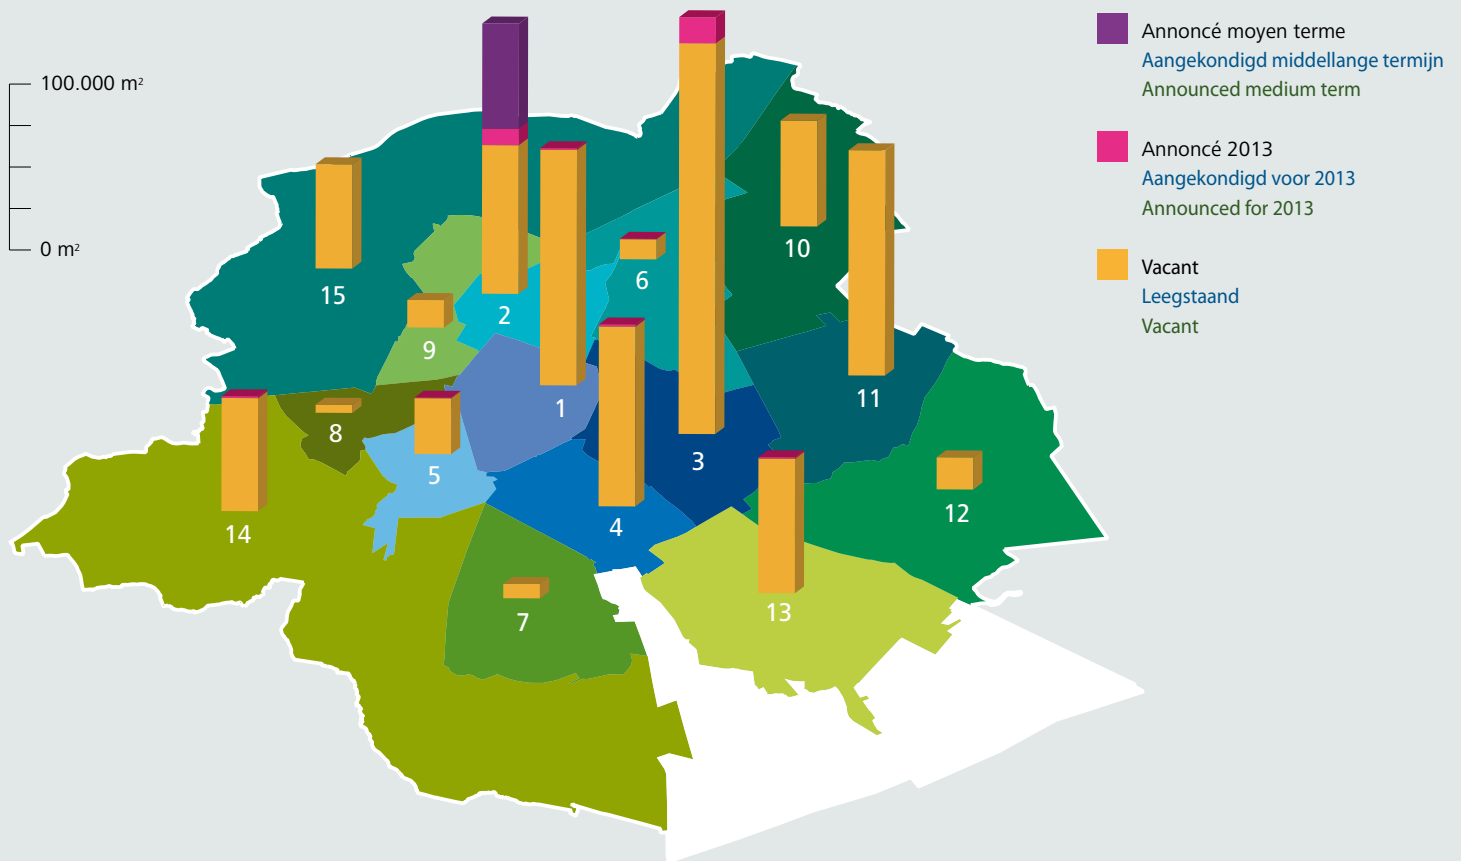 100.000 m²
0 m²
Annoncé moyen terme
Aangekondigd middellange termijn
Announced medium term
Annoncé 2013
Aangekondigd voor 2013
Announced for 2013
Vacant
Leegstaand
Vacant
15
2
6
10
9
1
11
8
5
3
14
4
12
7
13